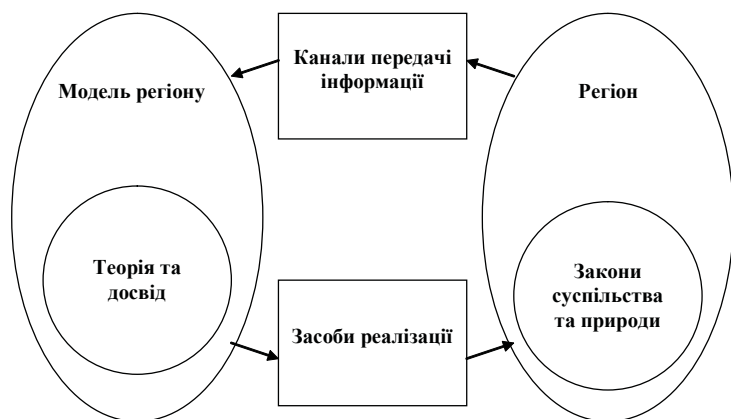 Канали передачі
інформації
Модель регіону
Регіон
Теорія та
досвід
Закони
суспільства
та природи
Засоби реалізації